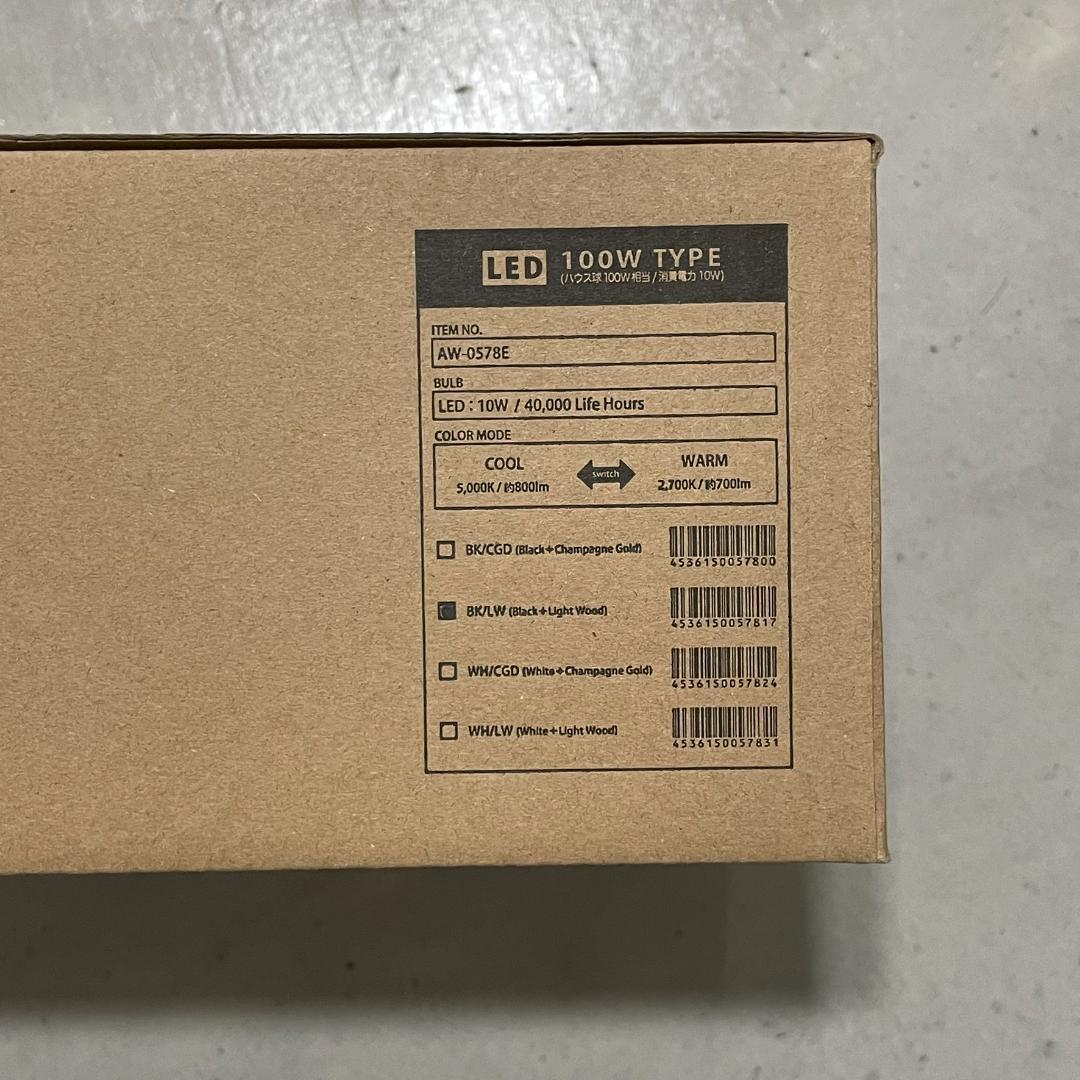 LED 100W TYPE
(ハウス球100W相当/消費電力10W)
ITEM NO.
AW-0578E
BULB
LED : 10W / 40,000 Life Hours
COLOR MODE
COOL switch WARM
5,000K / 約800lm 2,700K / 約700lm
BK/CGD (Black+Champagne Gold) 4536150057800
BK/LW (Black+Light Wood) 4536150057817
WH/CGD (White+Champagne Gold) 4536150057824
WH/LW (White+Light Wood) 4536150057831